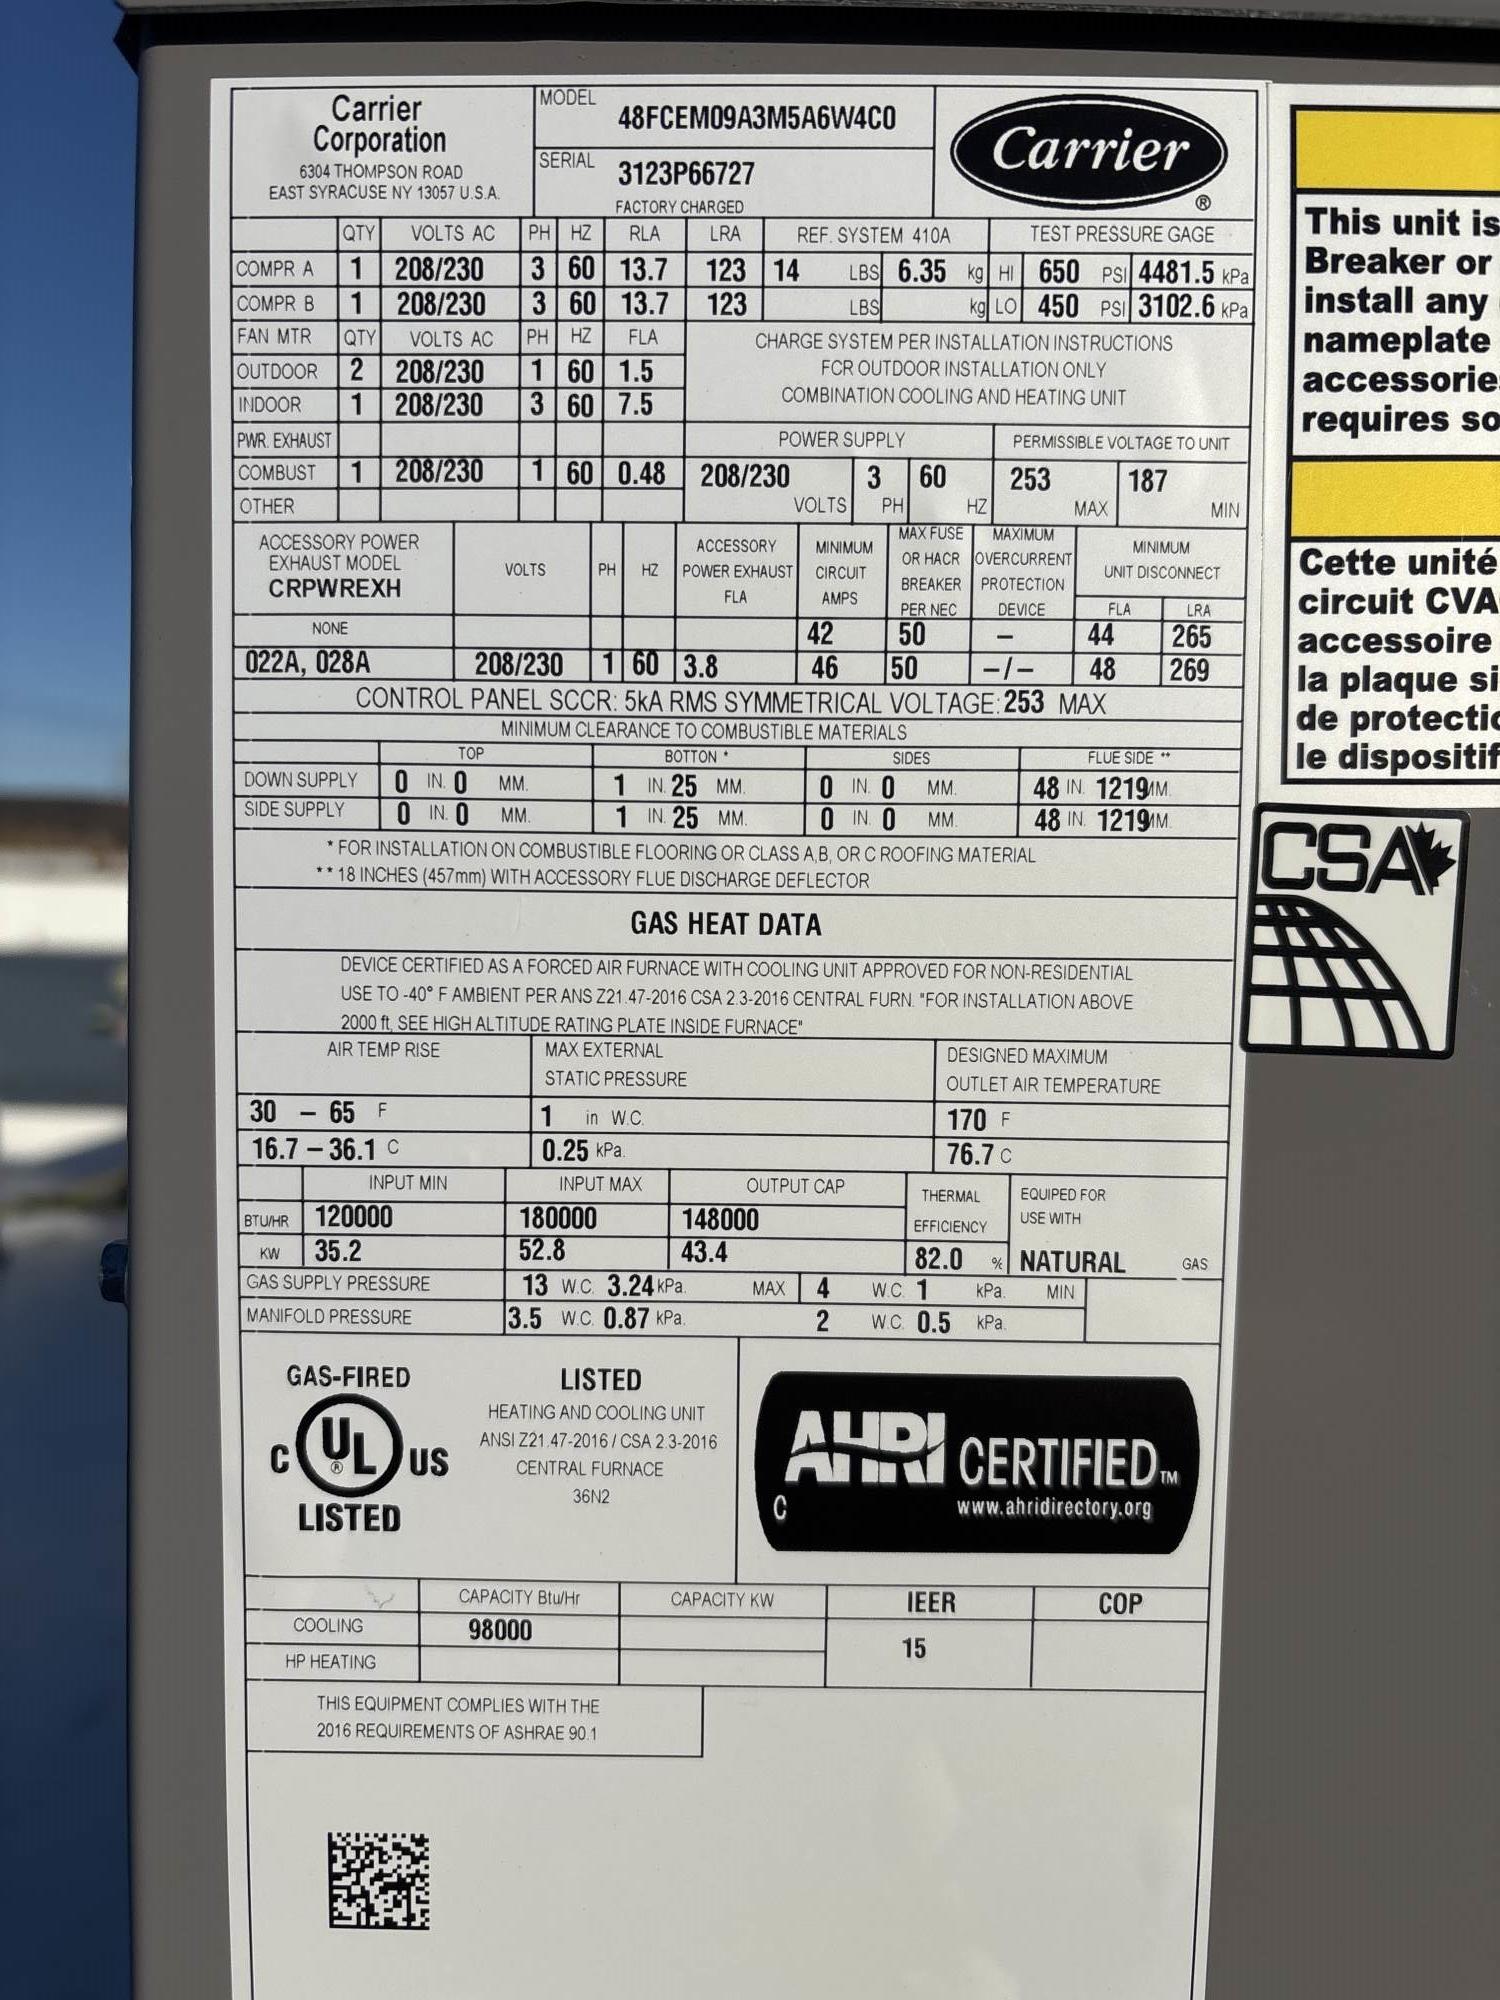 Carrier
Corporation
6304 THOMPSON ROAD
EAST SYRACUSE NY 13057 U.S.A.
MODEL 48FCEM09A3M5A6W4C0
SERIAL 3123P66727
FACTORY CHARGED
Carrier ®
QTY VOLTS AC PH HZ RLA LRA REF. SYSTEM 410A TEST PRESSURE GAGE
COMPR A 1 208/230 3 60 13.7 123 14 LBS 6.35 kg HI 650 PSI 4481.5 kPa
COMPR B 1 208/230 3 60 13.7 123 LBS kg LO 450 PSI 3102.6 kPa
FAN MTR QTY VOLTS AC PH HZ FLA
OUTDOOR 2 208/230 1 60 1.5
INDOOR 1 208/230 3 60 7.5
CHARGE SYSTEM PER INSTALLATION INSTRUCTIONS
FCR OUTDOOR INSTALLATION ONLY
COMBINATION COOLING AND HEATING UNIT
PWR. EXHAUST
COMBUST 1 208/230 1 60 0.48
OTHER
POWER SUPPLY PERMISSIBLE VOLTAGE TO UNIT
208/230 VOLTS 3 PH 60 HZ 253 MAX 187 MIN
ACCESSORY POWER
EXHAUST MODEL
CRPWREXH
VOLTS PH HZ
ACCESSORY
POWER EXHAUST
FLA
MINIMUM
CIRCUIT
AMPS
MAX FUSE
OR HACR
BREAKER
PER NEC
MAXIMUM
OVERCURRENT
PROTECTION
DEVICE
MINIMUM
UNIT DISCONNECT
FLA LRA
NONE 42 50 – 44 265
022A, 028A 208/230 1 60 3.8 46 50 –/– 48 269
CONTROL PANEL SCCR: 5kA RMS SYMMETRICAL VOLTAGE: 253 MAX
MINIMUM CLEARANCE TO COMBUSTIBLE MATERIALS
TOP BOTTON * SIDES FLUE SIDE **
DOWN SUPPLY 0 IN. 0 MM. 1 IN. 25 MM. 0 IN. 0 MM. 48 IN. 1219 MM.
SIDE SUPPLY 0 IN. 0 MM. 1 IN. 25 MM. 0 IN. 0 MM. 48 IN. 1219 MM.
* FOR INSTALLATION ON COMBUSTIBLE FLOORING OR CLASS A,B, OR C ROOFING MATERIAL
** 18 INCHES (457mm) WITH ACCESSORY FLUE DISCHARGE DEFLECTOR
GAS HEAT DATA
DEVICE CERTIFIED AS A FORCED AIR FURNACE WITH COOLING UNIT APPROVED FOR NON-RESIDENTIAL
USE TO -40° F AMBIENT PER ANS Z21.47-2016 CSA 2.3-2016 CENTRAL FURN. "FOR INSTALLATION ABOVE
2000 ft, SEE HIGH ALTITUDE RATING PLATE INSIDE FURNACE"
AIR TEMP RISE
MAX EXTERNAL
STATIC PRESSURE
DESIGNED MAXIMUM
OUTLET AIR TEMPERATURE
30 – 65 F 1 in W.C. 170 F
16.7 – 36.1 C 0.25 kPa. 76.7 C
INPUT MIN INPUT MAX OUTPUT CAP
THERMAL
EFFICIENCY
EQUIPED FOR
USE WITH
BTU/HR 120000 180000 148000
KW 35.2 52.8 43.4 82.0 % NATURAL GAS
GAS SUPPLY PRESSURE 13 W.C. 3.24 kPa. MAX 4 W.C. 1 kPa. MIN
MANIFOLD PRESSURE 3.5 W.C. 0.87 kPa. 2 W.C. 0.5 kPa.
GAS-FIRED
C UL ® US
LISTED
LISTED
HEATING AND COOLING UNIT
ANSI Z21.47-2016 / CSA 2.3-2016
CENTRAL FURNACE
36N2
AHRI CERTIFIED TM
C www.ahridirectory.org
CAPACITY Btu/Hr CAPACITY KW IEER COP
COOLING 98000 15
HP HEATING
THIS EQUIPMENT COMPLIES WITH THE
2016 REQUIREMENTS OF ASHRAE 90.1
This unit is
Breaker or
install any
nameplate
accessories
requires so
Cette unité
circuit CVA
accessoire
la plaque si
de protectio
le dispositif
CSA